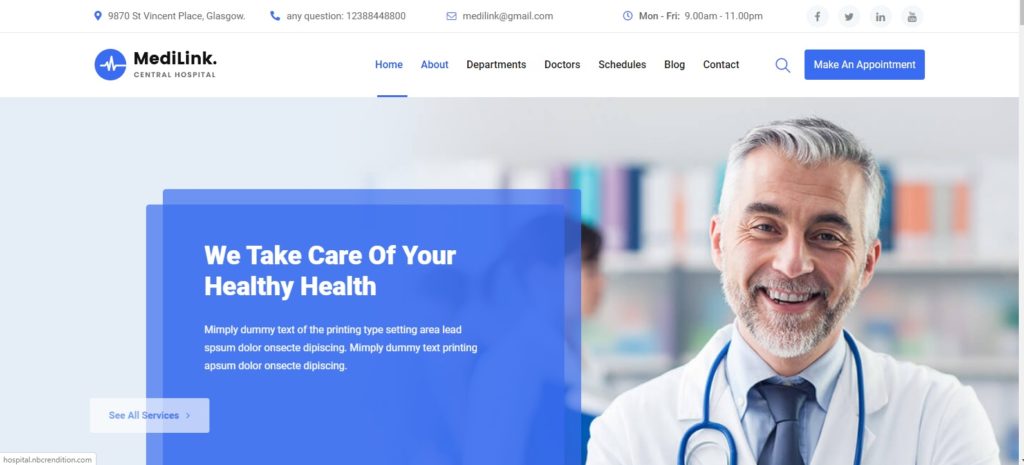 9870 St Vincent Place, Glasgow.
any question: 12388448800
medilink@gmail.com
Mon - Fri: 9.00am - 11.00pm
MediLink.
CENTRAL HOSPITAL
Home About Departments Doctors Schedules Blog Contact
Make An Appointment
We Take Care Of Your
Healthy Health
Mimply dummy text of the printing type setting area lead
spsum dolor onsecte dipiscing. Mimply dummy text printing
apsum dolor onsecte dipiscing.
See All Services
hospital.nbcrendition.com